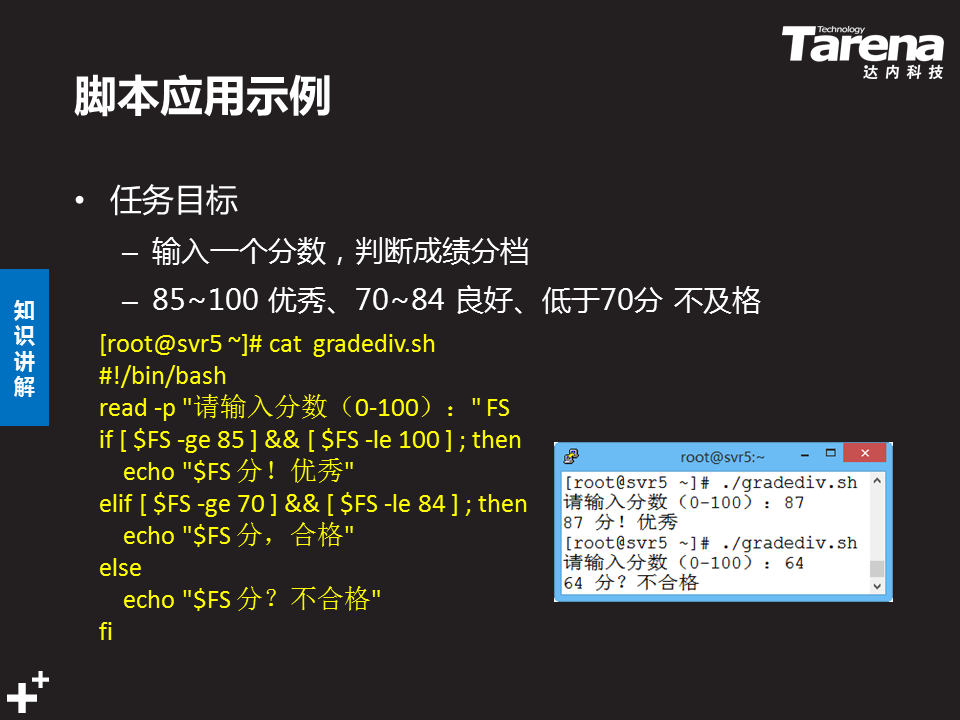 Technology
Tarena
达内科技
脚本应用示例
• 任务目标
– 输入一个分数，判断成绩分档
– 85~100 优秀、70~84 良好、低于70分 不及格
知识讲解
[root@svr5 ~]# cat  gradediv.sh
#!/bin/bash
read -p "请输入分数（0-100）：" FS
if [ $FS -ge 85 ] && [ $FS -le 100 ] ; then
    echo "$FS 分！优秀"
elif [ $FS -ge 70 ] && [ $FS -le 84 ] ; then
    echo "$FS 分，合格"
else
    echo "$FS 分？不合格"
fi
root@svr5:~
[root@svr5 ~]# ./gradediv.sh
请输入分数（0-100）：87
87 分！优秀
[root@svr5 ~]# ./gradediv.sh
请输入分数（0-100）：64
64 分？不合格